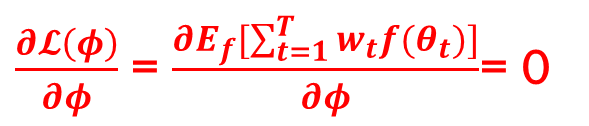 ∂ℒ(ϕ)/∂ϕ = ∂E_f[∑_{t=1}^{T} w_t f(θ_t)]/∂ϕ = 0